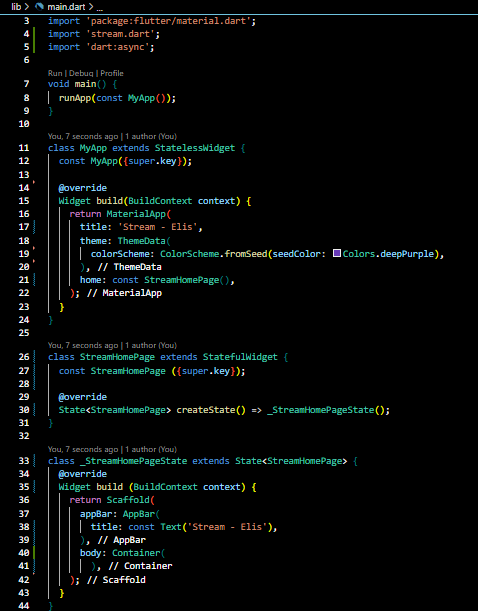 lib > main.dart > ...
3 import 'package:flutter/material.dart';
4 import 'stream.dart';
5 import 'dart:async';
6
Run | Debug | Profile
7 void main() {
8 runApp(const MyApp());
9 }
10
You, 7 seconds ago | 1 author (You)
11 class MyApp extends StatelessWidget {
12 const MyApp({super.key});
13
14 @override
15 Widget build(BuildContext context) {
16 return MaterialApp(
17 title: 'Stream - Elis',
18 theme: ThemeData(
19 colorScheme: ColorScheme.fromSeed(seedColor: Colors.deepPurple),
20 ), // ThemeData
21 home: const StreamHomePage(),
22 ); // MaterialApp
23 }
24 }
25
You, 7 seconds ago | 1 author (You)
26 class StreamHomePage extends StatefulWidget {
27 const StreamHomePage ({super.key});
28
29 @override
30 State<StreamHomePage> createState() => _StreamHomePageState();
31 }
32
You, 7 seconds ago | 1 author (You)
33 class _StreamHomePageState extends State<StreamHomePage> {
34 @override
35 Widget build (BuildContext context) {
36 return Scaffold(
37 appBar: AppBar(
38 title: const Text('Stream - Elis'),
39 ), // AppBar
40 body: Container(
41 ), // Container
42 ); // Scaffold
43 }
44 }